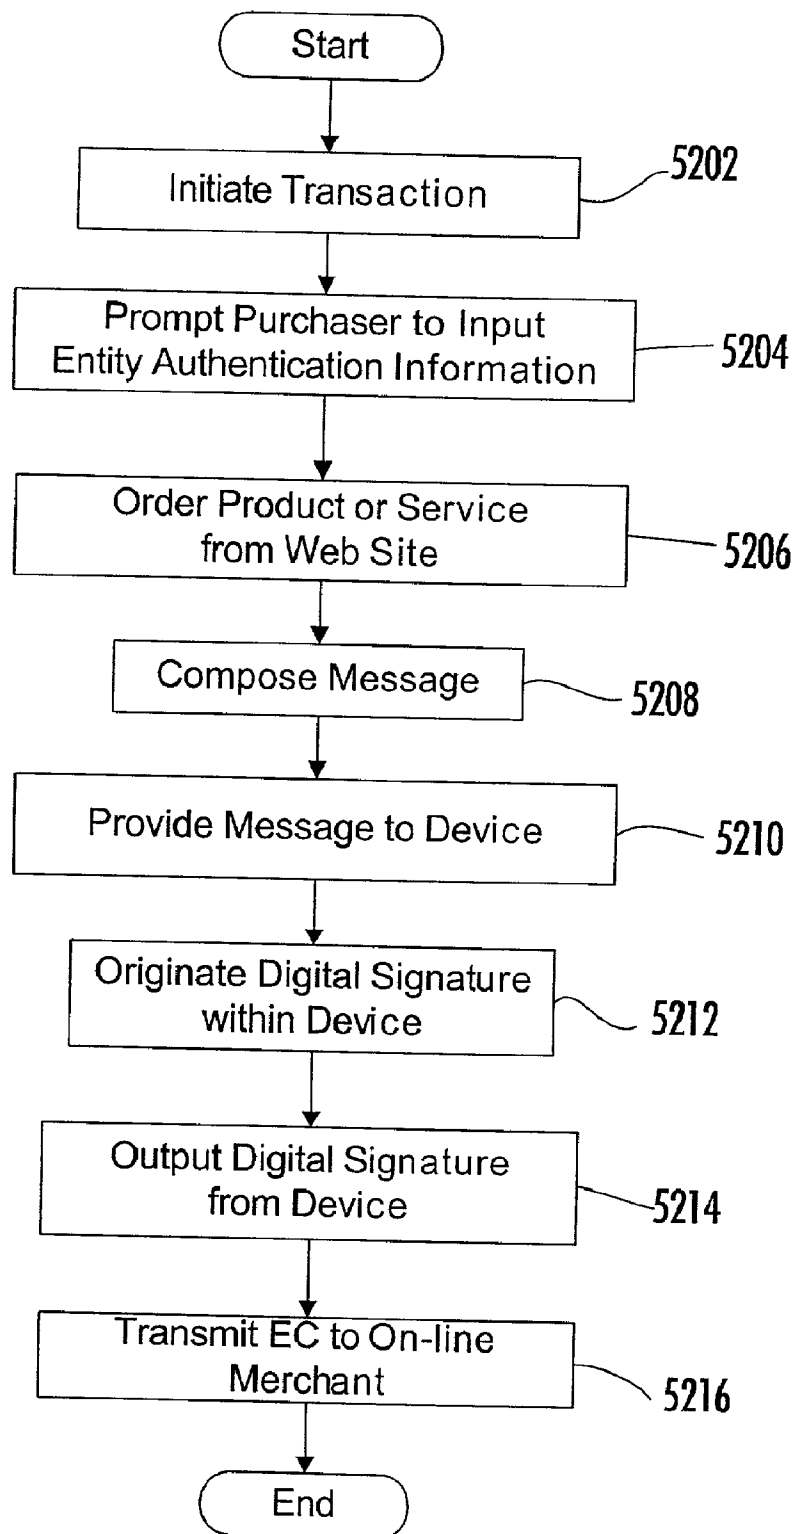 Start
Initiate Transaction
5202
Prompt Purchaser to Input
Entity Authentication Information
5204
Order Product or Service
from Web Site
5206
Compose Message
5208
Provide Message to Device
5210
Originate Digital Signature
within Device
5212
Output Digital Signature
from Device
5214
Transmit EC to On-line
Merchant
5216
End